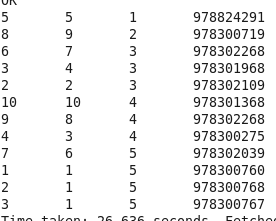 OK
5 5 1 978824291
8 9 2 978300719
6 7 3 978302268
3 4 3 978301968
2 2 3 978302109
10 10 4 978301368
9 8 4 978302268
4 3 4 978300275
7 6 5 978302039
1 1 5 978300760
2 1 5 978300768
3 1 5 978300767
Time taken: 26.636 seconds, Fetched